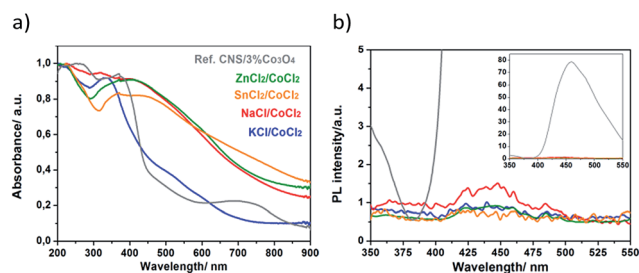 a)
b)
Ref. CNS/3%Co₃O₄
ZnCl₂/CoCl₂
SnCl₂/CoCl₂
NaCl/CoCl₂
KCl/CoCl₂
1,0
0,8
0,6
0,4
0,2
0,0
Absorbance/ a.u.
200 300 400 500 600 700 800 900
Wavelength/ nm
5
4
3
2
1
0
PL intensity/a.u.
350 375 400 425 450 475 500 525 550
Wavelength/ nm
80
70
60
50
40
30
20
10
0
350 400 450 500 550